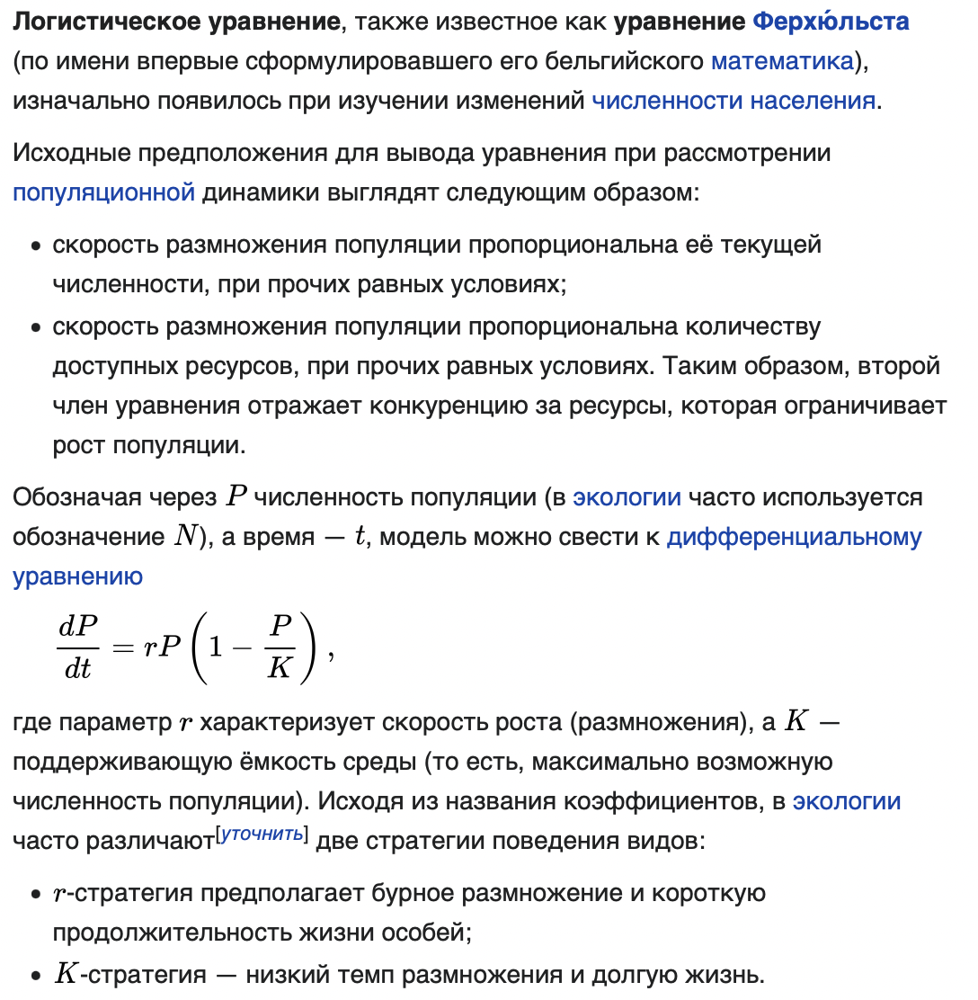 Логистическое уравнение, также известное как уравнение Ферхю́льста
(по имени впервые сформулировавшего его бельгийского математика),
изначально появилось при изучении изменений численности населения.
Исходные предположения для вывода уравнения при рассмотрении
популяционной динамики выглядят следующим образом:
• скорость размножения популяции пропорциональна её текущей
численности, при прочих равных условиях;
• скорость размножения популяции пропорциональна количеству
доступных ресурсов, при прочих равных условиях. Таким образом, второй
член уравнения отражает конкуренцию за ресурсы, которая ограничивает
рост популяции.
Обозначая через P численность популяции (в экологии часто используется
обозначение N), а время — t, модель можно свести к дифференциальному
уравнению
dP/dt = rP(1 − P/K),
где параметр r характеризует скорость роста (размножения), а K —
поддерживающую ёмкость среды (то есть, максимально возможную
численность популяции). Исходя из названия коэффициентов, в экологии
часто различают[уточнить] две стратегии поведения видов:
• r-стратегия предполагает бурное размножение и короткую
продолжительность жизни особей;
• K-стратегия — низкий темп размножения и долгую жизнь.